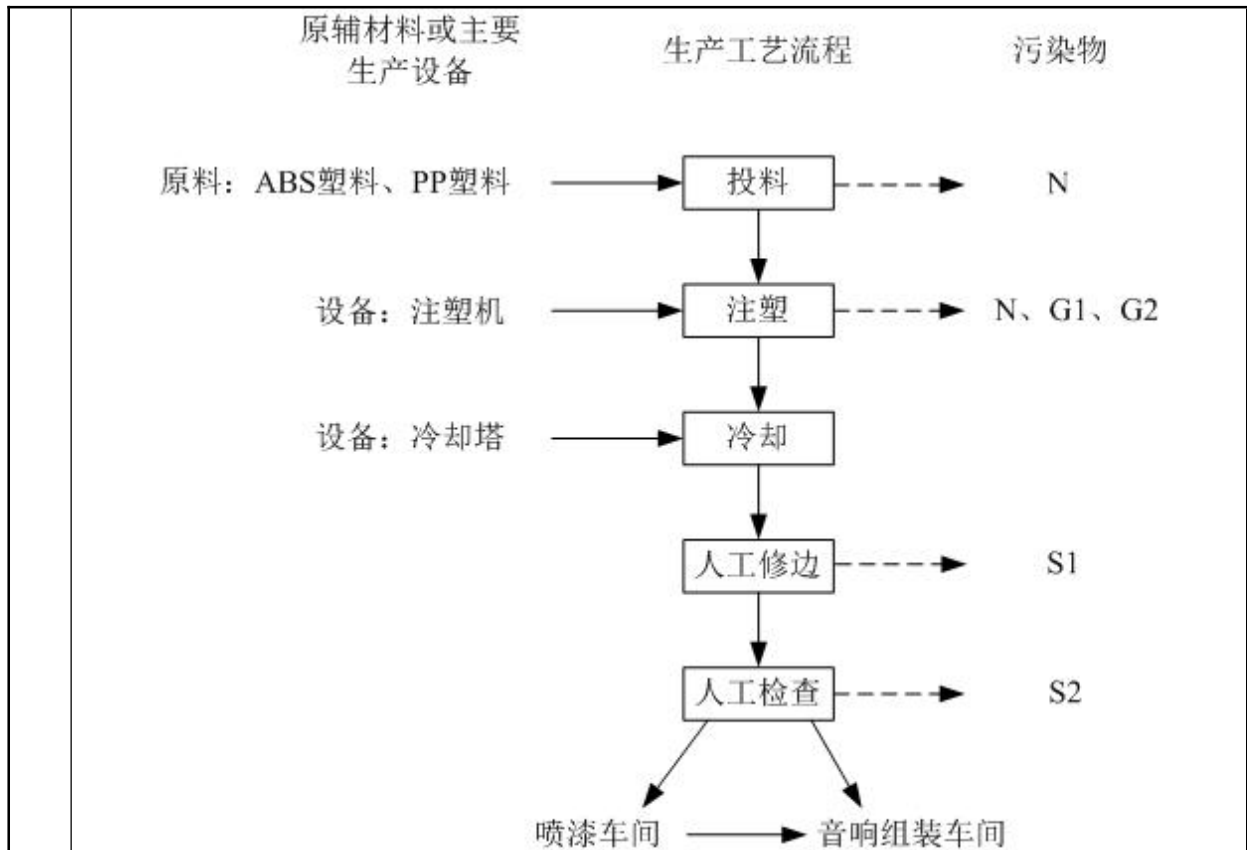 原辅材料或主要
生产设备
生产工艺流程
污染物
原料：ABS塑料、PP塑料
投料
N
设备：注塑机
注塑
N、G1、G2
设备：冷却塔
冷却
人工修边
S1
人工检查
S2
喷漆车间
音响组装车间